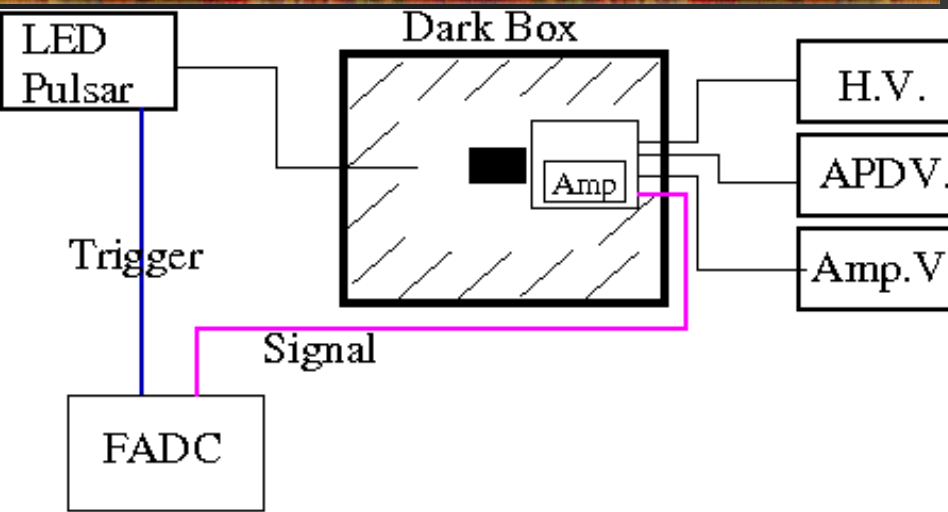 LED
Pulsar
Dark Box
H.V.
APDV.
Amp
Amp.V
Trigger
Signal
FADC